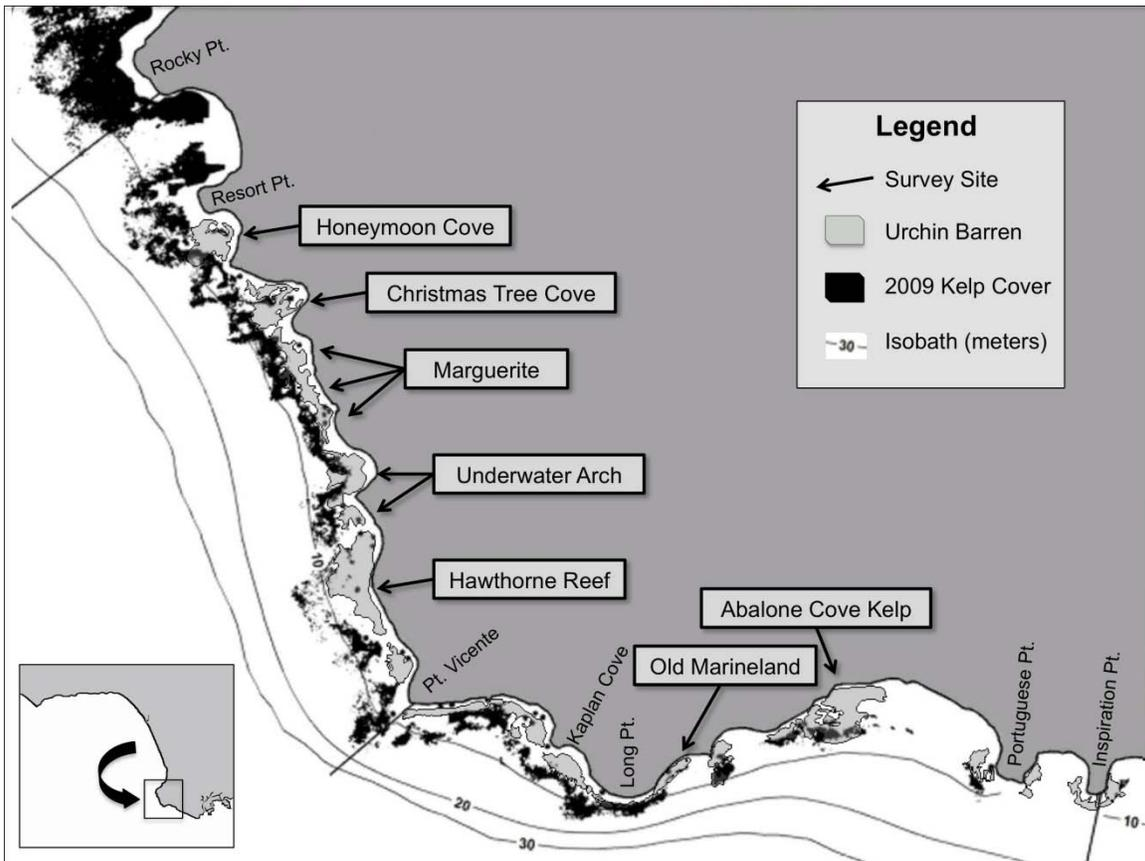 Rocky Pt.
Legend
Survey Site
Resort Pt.
Honeymoon Cove
Urchin Barren
2009 Kelp Cover
Christmas Tree Cove
30
Isobath (meters)
Marguerite
Underwater Arch
10
Hawthorne Reef
Abalone Cove Kelp
Pt. Vicente
Kaplan Cove
Old Marineland
Long Pt.
Portuguese Pt.
Inspiration Pt.
20
30
10